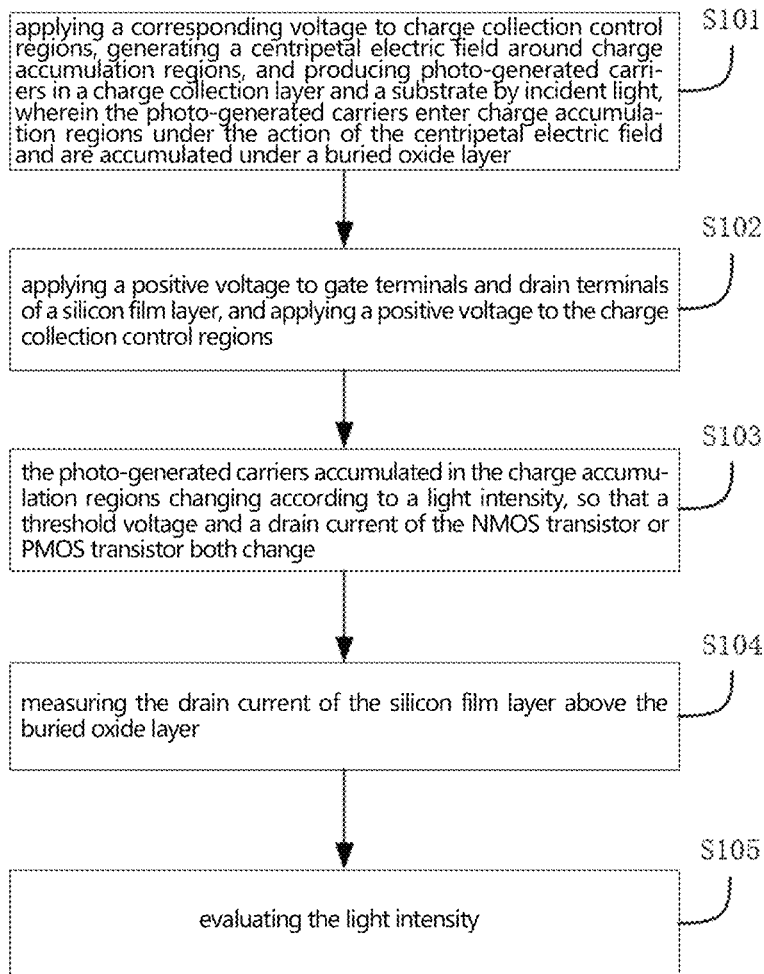 S101
applying a corresponding voltage to charge collection control
regions, generating a centripetal electric field around charge
accumulation regions, and producing photo-generated carri-
ers in a charge collection layer and a substrate by incident light,
wherein the photo-generated carriers enter charge accumula-
tion regions under the action of the centripetal electric field
and are accumulated under a buried oxide layer
S102
applying a positive voltage to gate terminals and drain terminals
of a silicon film layer, and applying a positive voltage to the charge
collection control regions
S103
the photo-generated carriers accumulated in the charge accumu-
lation regions changing according to a light intensity, so that a
threshold voltage and a drain current of the NMOS transistor or
PMOS transistor both change
S104
measuring the drain current of the silicon film layer above the
buried oxide layer
S105
evaluating the light intensity